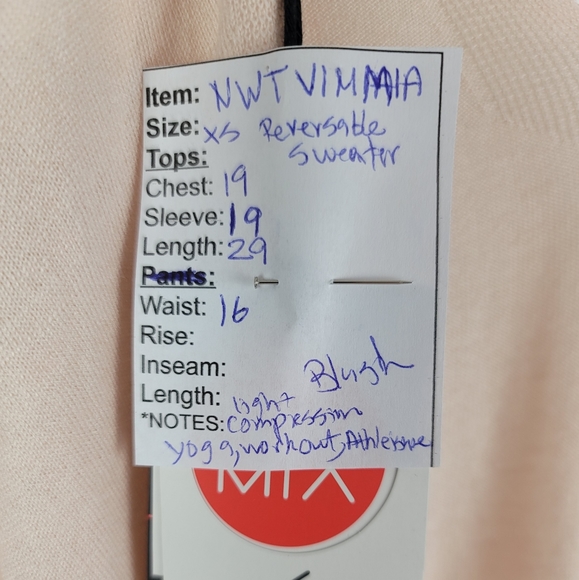 Item: NWT VIMMIA
Size: XS Reversable
Tops: Sweater
Chest: 19
Sleeve: 19
Length: 29
Pants:
Waist: 16
Rise:
Inseam: Blush
Length: light
*NOTES: Compression
yoga, workout, Athleisure
MIX